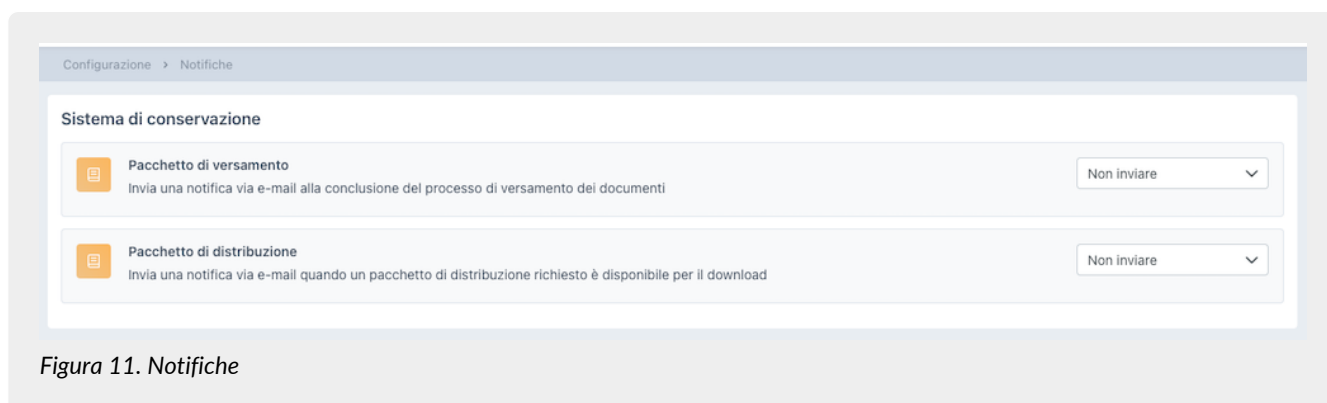 Configurazione > Notifiche
Sistema di conservazione
Pacchetto di versamento
Invia una notifica via e-mail alla conclusione del processo di versamento dei documenti
Non inviare
Pacchetto di distribuzione
Invia una notifica via e-mail quando un pacchetto di distribuzione richiesto è disponibile per il download
Non inviare
Figura 11. Notifiche